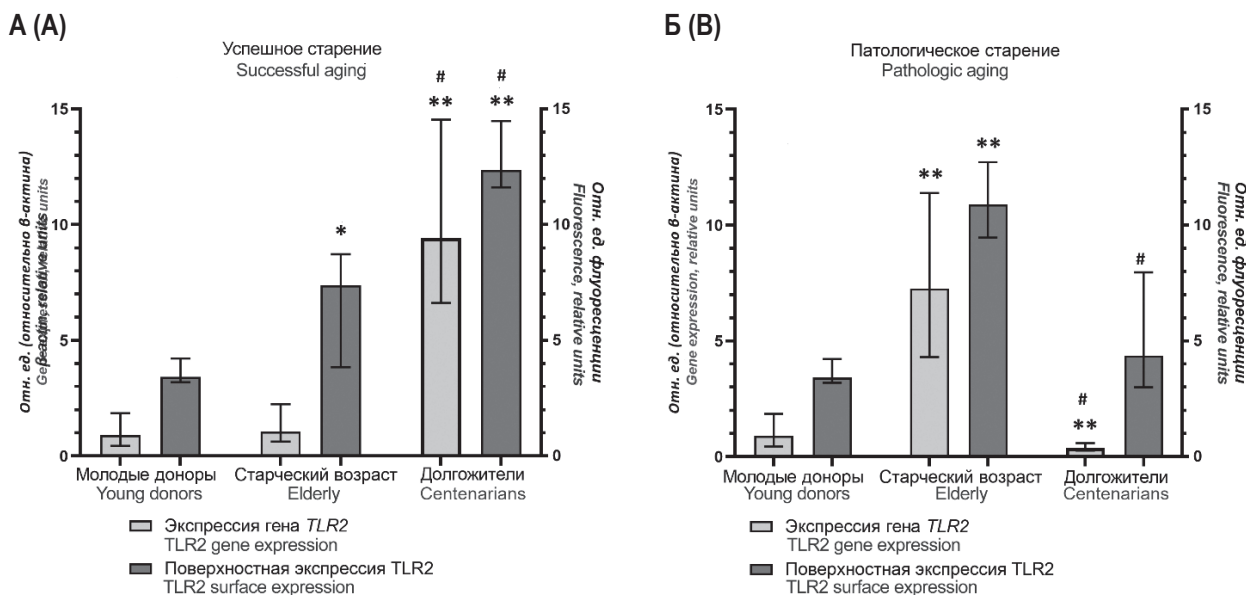 А (A)
Успешное старение
Successful aging
#
**
#
**
*
15
10
5
0
Отн. ед. (относительно β-актина)
15
10
5
0
Отн. ед. флуоресценции
Fluorescence, relative units
Молодые доноры
Young donors
Старческий возраст
Elderly
Долгожители
Centenarians
Экспрессия гена TLR2
TLR2 gene expression
Поверхностная экспрессия TLR2
TLR2 surface expression
Б (B)
Патологическое старение
Pathologic aging
**
**
#
**
#
15
10
5
0
Отн. ед. (относительно β-актина)
Gene expression, relative units
15
10
5
0
Отн. ед. флуоресценции
Fluorescence, relative units
Молодые доноры
Young donors
Старческий возраст
Elderly
Долгожители
Centenarians
Экспрессия гена TLR2
TLR2 gene expression
Поверхностная экспрессия TLR2
TLR2 surface expression